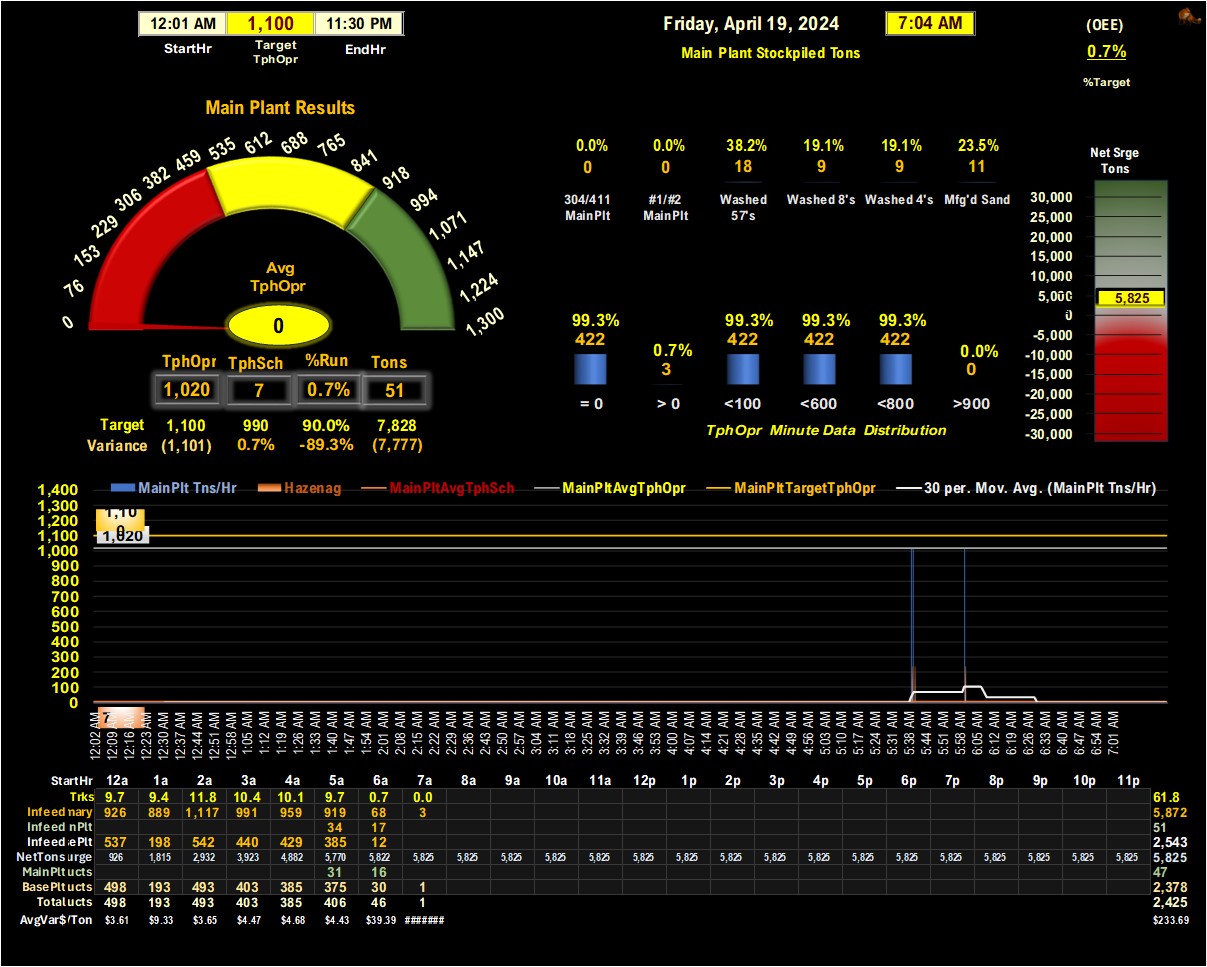 12:01 AM 1,100 11:30 PM
StartHr Target TphOpr EndHr
Friday, April 19, 2024 7:04 AM
Main Plant Stockpiled Tons
(OEE)
0.7%
%Target
Main Plant Results
0 76 153 229 306 382 459 535 612 688 765 841 918 994 1,071 1,147 1,224 1,300
Avg
TphOpr
0
TphOpr TphSch %Run Tons
1,020 7 0.7% 51
Target 1,100 990 90.0% 7,828
Variance (1,101) 0.7% -89.3% (7,777)
0.0% 0.0% 38.2% 19.1% 19.1% 23.5%
0 0 18 9 9 11
304/411 MainPlt #1/#2 MainPlt Washed 57's Washed 8's Washed 4's Mfg'd Sand
99.3% 0.7% 99.3% 99.3% 99.3% 0.0%
422 3 422 422 422 0
= 0 > 0 <100 <600 <800 >900
TphOpr Minute Data Distribution
Net Srge
Tons
30,000
25,000
20,000
15,000
10,000
5,000
5,825
0
-5,000
-10,000
-15,000
-20,000
-25,000
-30,000
MainPlt Tns/Hr Hazenag MainPltAvgTphSch MainPltAvgTphOpr MainPltTargetTphOpr 30 per. Mov. Avg. (MainPlt Tns/Hr)
1,400
1,300
1,200
1,100
1,000
900
800
700
600
500
400
300
200
100
0
1,10
0
1,020
7
12:02 AM 12:09 AM 12:16 AM 12:23 AM 12:30 AM 12:37 AM 12:44 AM 12:51 AM 12:58 AM 1:05 AM 1:12 AM 1:19 AM 1:26 AM 1:33 AM 1:40 AM 1:47 AM 1:54 AM 2:01 AM 2:08 AM 2:15 AM 2:22 AM 2:29 AM 2:36 AM 2:43 AM 2:50 AM 2:57 AM 3:04 AM 3:11 AM 3:18 AM 3:25 AM 3:32 AM 3:39 AM 3:46 AM 3:53 AM 4:00 AM 4:07 AM 4:14 AM 4:21 AM 4:28 AM 4:35 AM 4:42 AM 4:49 AM 4:56 AM 5:03 AM 5:10 AM 5:17 AM 5:24 AM 5:31 AM 5:38 AM 5:44 AM 5:51 AM 5:58 AM 6:05 AM 6:12 AM 6:19 AM 6:26 AM 6:33 AM 6:40 AM 6:47 AM 6:54 AM 7:01 AM
StartHr 12a 1a 2a 3a 4a 5a 6a 7a 8a 9a 10a 11a 12p 1p 2p 3p 4p 5p 6p 7p 8p 9p 10p 11p
Trks 9.7 9.4 11.8 10.4 10.1 9.7 0.7 0.0 61.8
Infeed mary 926 889 1,117 991 959 919 68 3 5,872
Infeed nPlt 34 17 51
Infeed ePlt 537 198 542 440 429 385 12 2,543
NetTons urge 926 1,815 2,932 3,923 4,882 5,770 5,822 5,825 5,825 5,825 5,825 5,825 5,825 5,825 5,825 5,825 5,825 5,825 5,825 5,825 5,825 5,825 5,825 5,825 5,825
MainPlt ucts 31 16 47
BasePlt ucts 498 193 493 403 385 375 30 1 2,378
Total ucts 498 193 493 403 385 406 46 1 2,425
AvgVar$/Ton $3.61 $9.33 $3.65 $4.47 $4.68 $4.43 $39.39 ####### $233.69